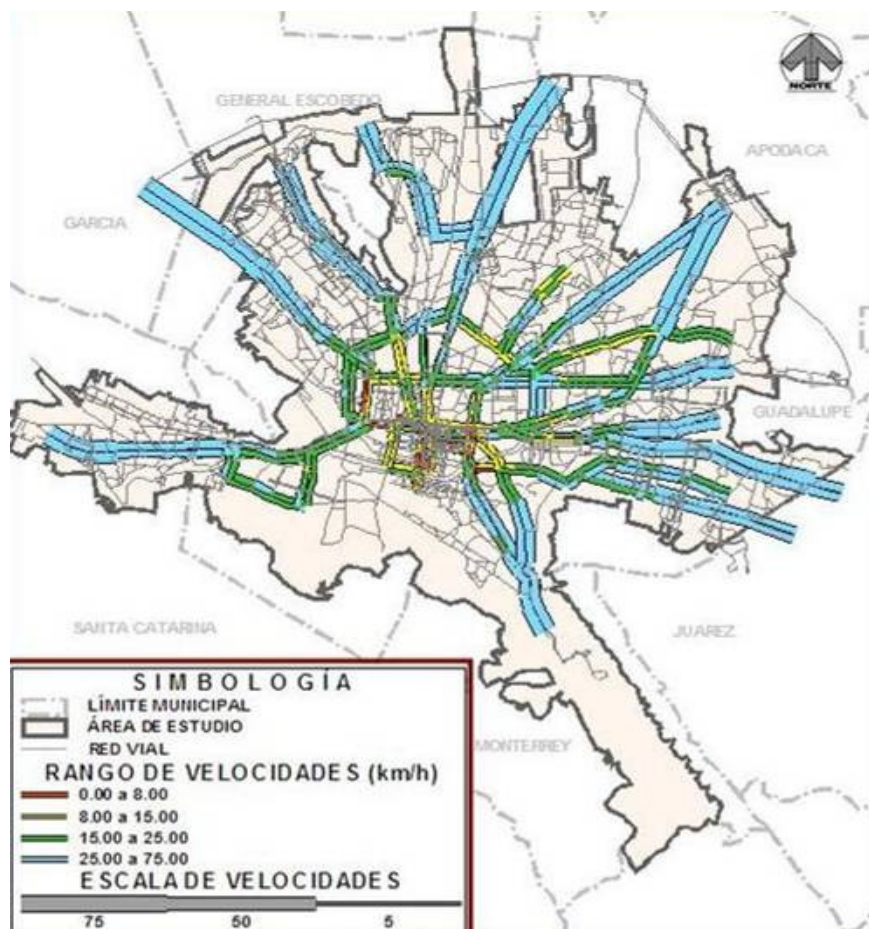 NORTE
GENERAL ESCOBEDO
APODACA
GARCIA
GUADALUPE
SANTA CATARINA
JUAREZ
MONTERREY
SIMBOLOGÍA
LÍMITE MUNICIPAL
ÁREA DE ESTUDIO
RED VIAL
RANGO DE VELOCIDADES (km/h)
0.00 a 8.00
8.00 a 15.00
15.00 a 25.00
25.00 a 75.00
ESCALA DE VELOCIDADES
75 50 5